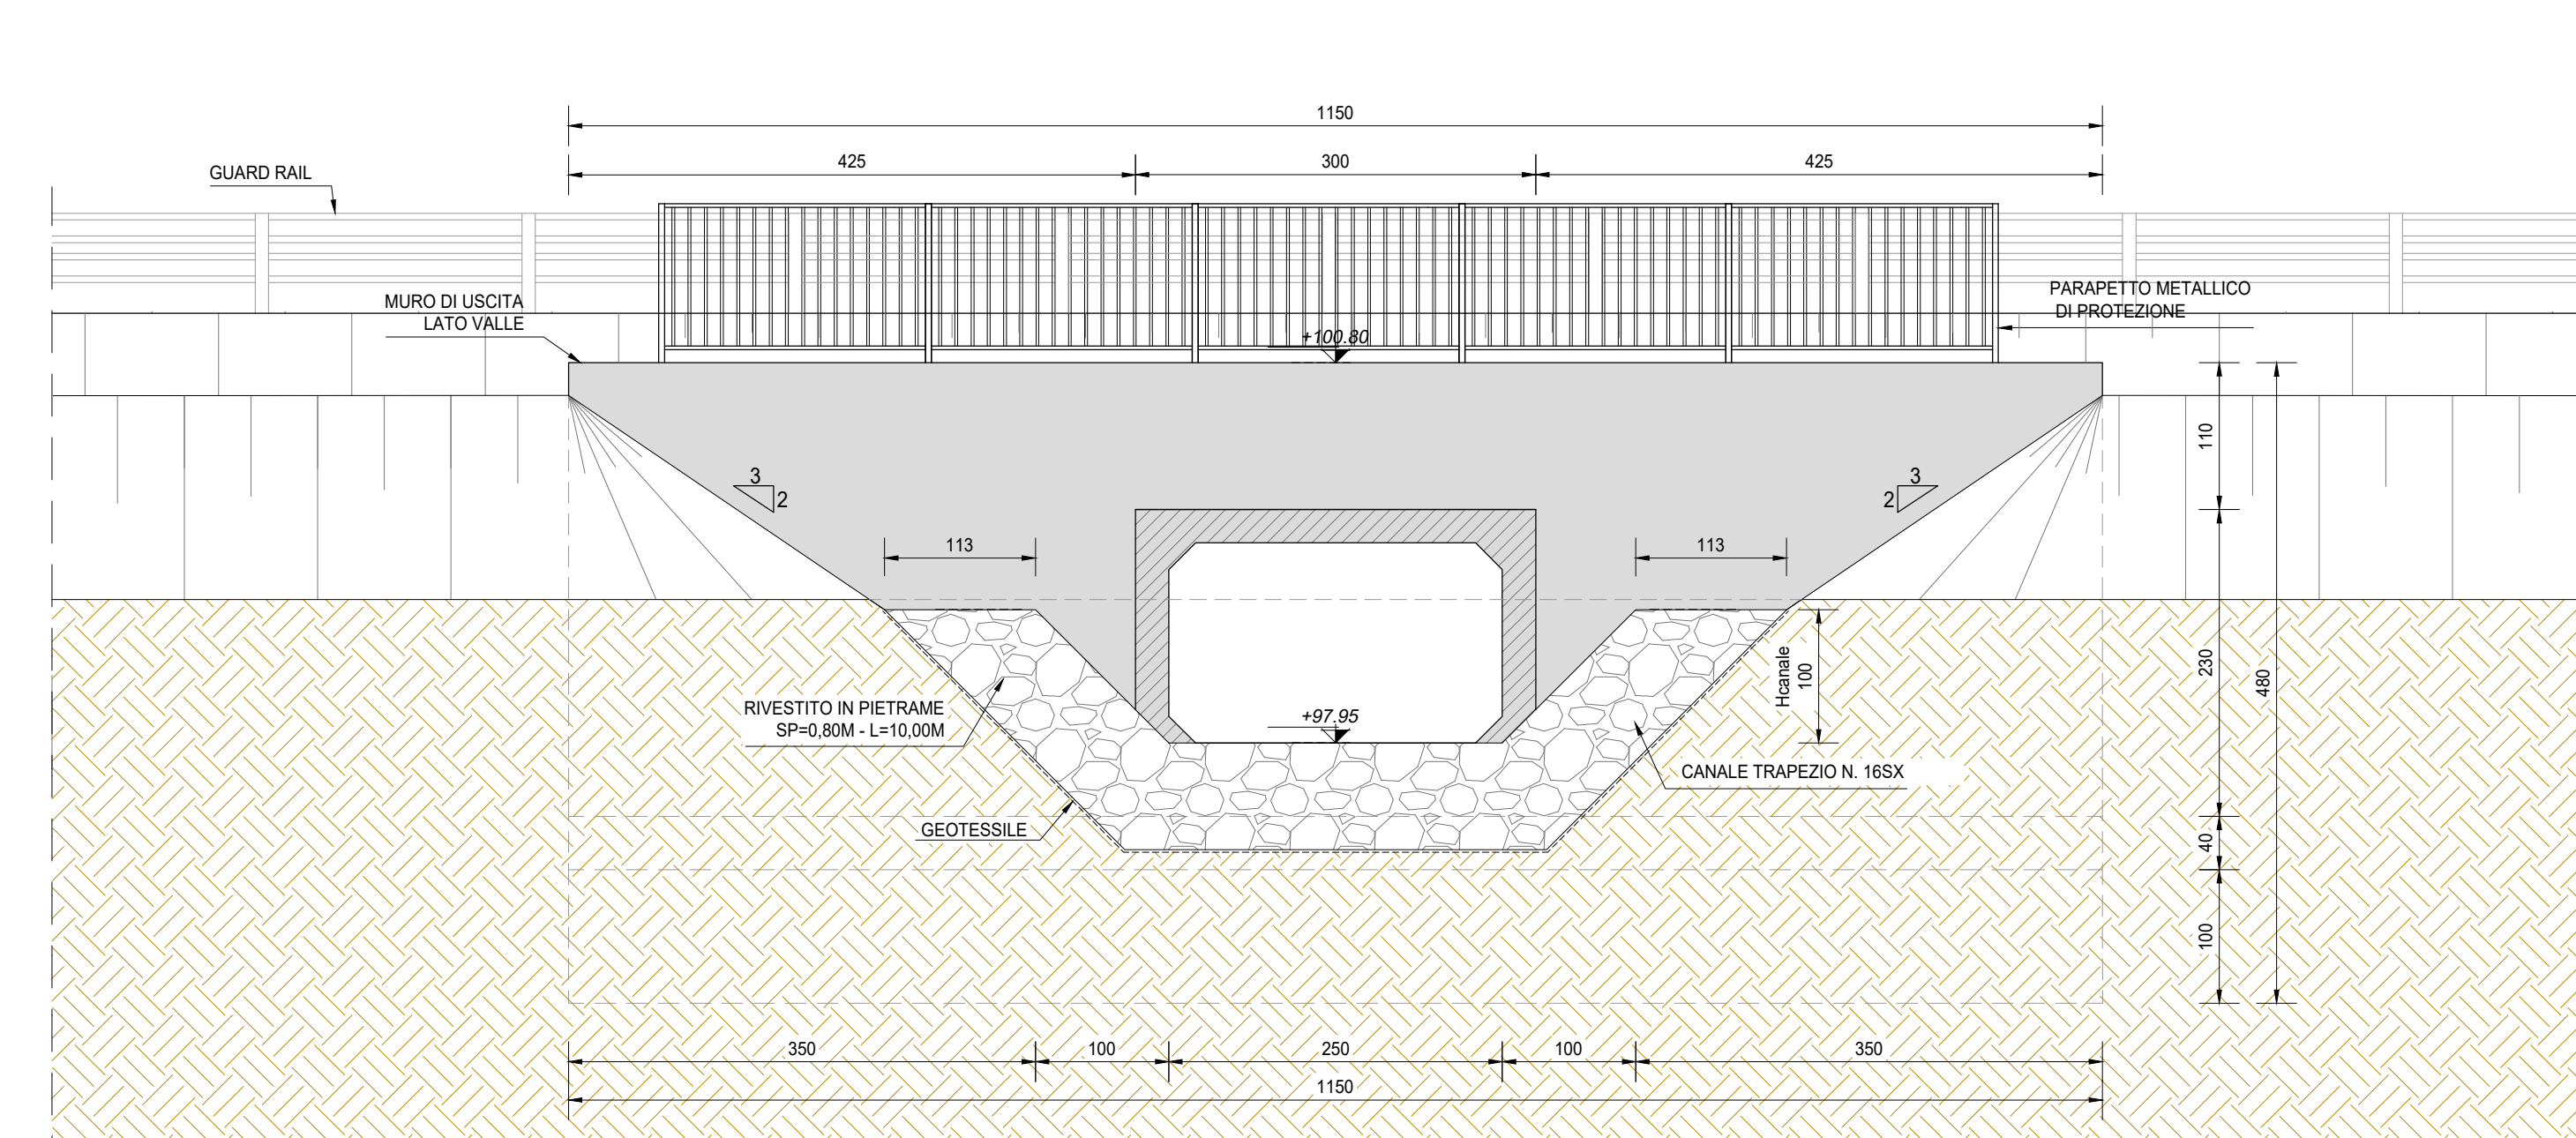 1150
425
300
425
GUARD RAIL
MURO DI USCITA
LATO VALLE
PARAPETTO METALLICO
DI PROTEZIONE
+100.80
110
3
2
3
2
113
113
Hcanale
100
230
480
RIVESTITO IN PIETRAME
SP=0,80M - L=10,00M
+97.95
CANALE TRAPEZIO N. 16SX
GEOTESSILE
40
100
350
100
250
100
350
1150